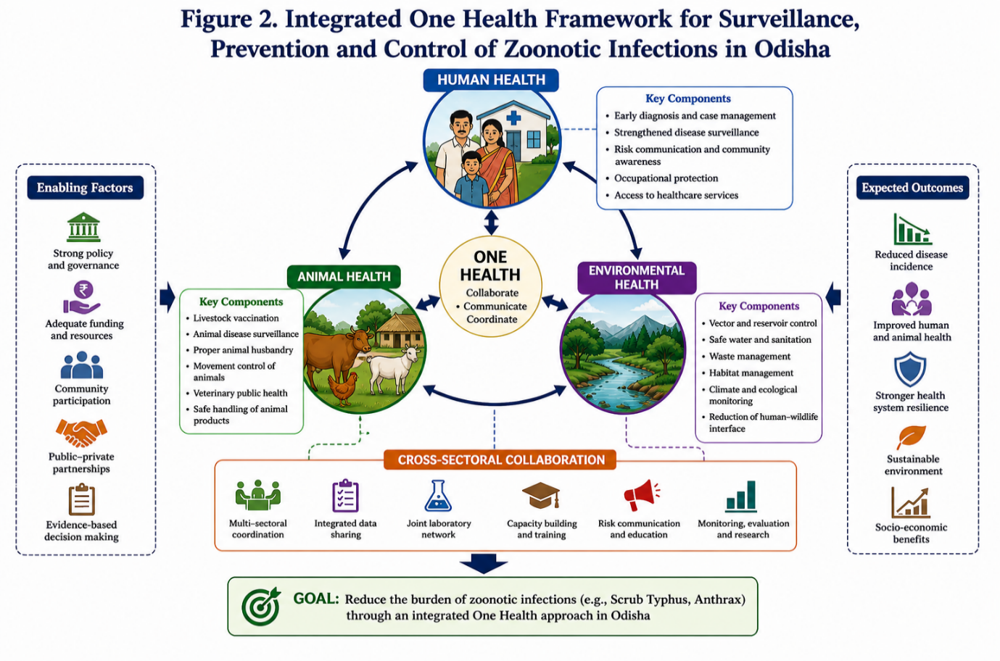 Figure 2. Integrated One Health Framework for Surveillance,
Prevention and Control of Zoonotic Infections in Odisha
HUMAN HEALTH
Key Components
• Early diagnosis and case management
• Strengthened disease surveillance
• Risk communication and community
awareness
• Occupational protection
• Access to healthcare services
Enabling Factors
Strong policy
and governance
₹
Adequate funding
and resources
Community
participation
Public–private
partnerships
Evidence-based
decision making
ANIMAL HEALTH
Key Components
• Livestock vaccination
• Animal disease surveillance
• Proper animal husbandry
• Movement control of
animals
• Veterinary public health
• Safe handling of animal
products
ONE
HEALTH
Collaborate
• Communicate
Coordinate
ENVIRONMENTAL
HEALTH
Key Components
• Vector and reservoir control
• Safe water and sanitation
• Waste management
• Habitat management
• Climate and ecological
monitoring
• Reduction of human–wildlife
interface
Expected Outcomes
Reduced disease
incidence
Improved human
and animal health
Stronger health
system resilience
Sustainable
environment
Socio-economic
benefits
CROSS-SECTORAL COLLABORATION
Multi–sectoral
coordination
Integrated data
sharing
Joint laboratory
network
Capacity building
and training
Risk communication
and education
Monitoring, evaluation
and research
GOAL: Reduce the burden of zoonotic infections (e.g., Scrub Typhus, Anthrax)
through an integrated One Health approach in Odisha